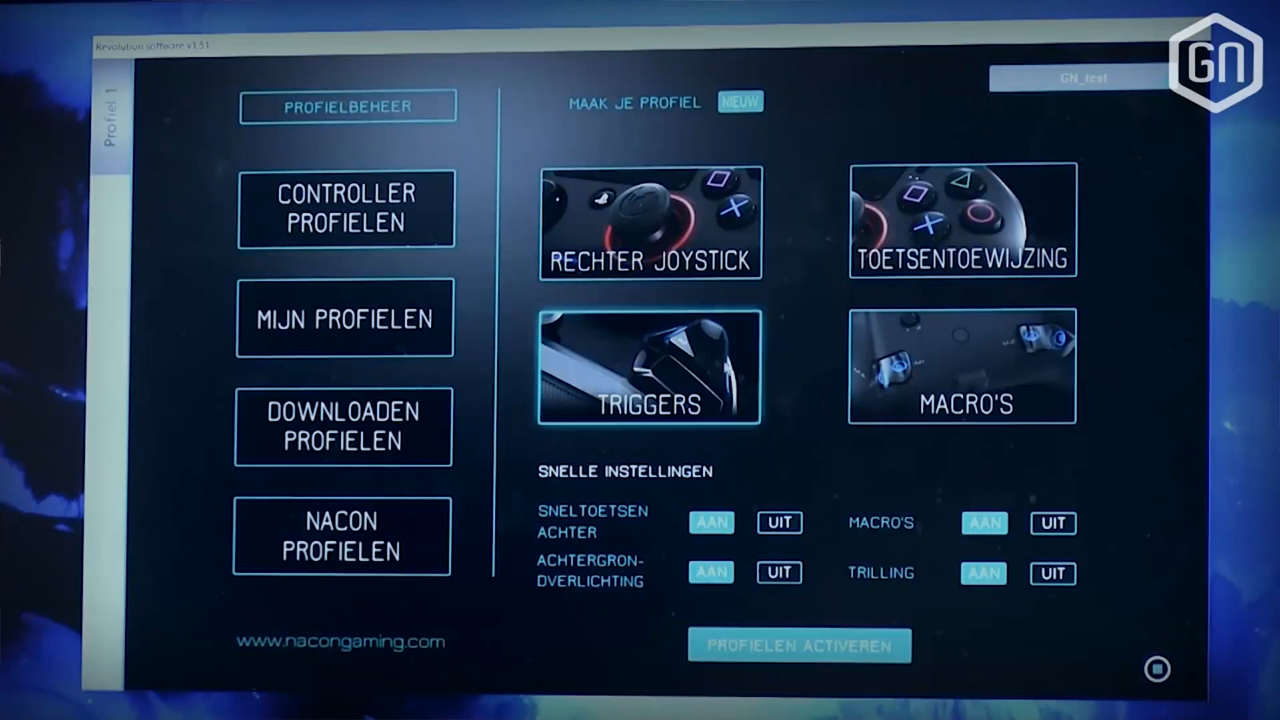 Revolution software v1.51
GN
GN_test
Profiel 1
PROFIELBEHEER
MAAK JE PROFIEL NIEUW
CONTROLLER
PROFIELEN
MIJN PROFIELEN
DOWNLOADEN
PROFIELEN
NACON
PROFIELEN
www.nacongaming.com
RECHTER JOYSTICK
TOETSENTOEWIJZING
TRIGGERS
MACRO'S
SNELLE INSTELLINGEN
SNELTOETSEN
ACHTER
AAN UIT
MACRO'S AAN UIT
ACHTERGRON-
DVERLICHTING
AAN UIT
TRILLING AAN UIT
PROFIELEN ACTIVEREN